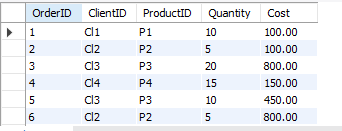 OrderID ClientID ProductID Quantity Cost
1 Cl1 P1 10 100.00
2 Cl2 P2 5 100.00
3 Cl3 P3 20 800.00
4 Cl4 P4 15 150.00
5 Cl3 P3 10 450.00
6 Cl2 P2 5 800.00